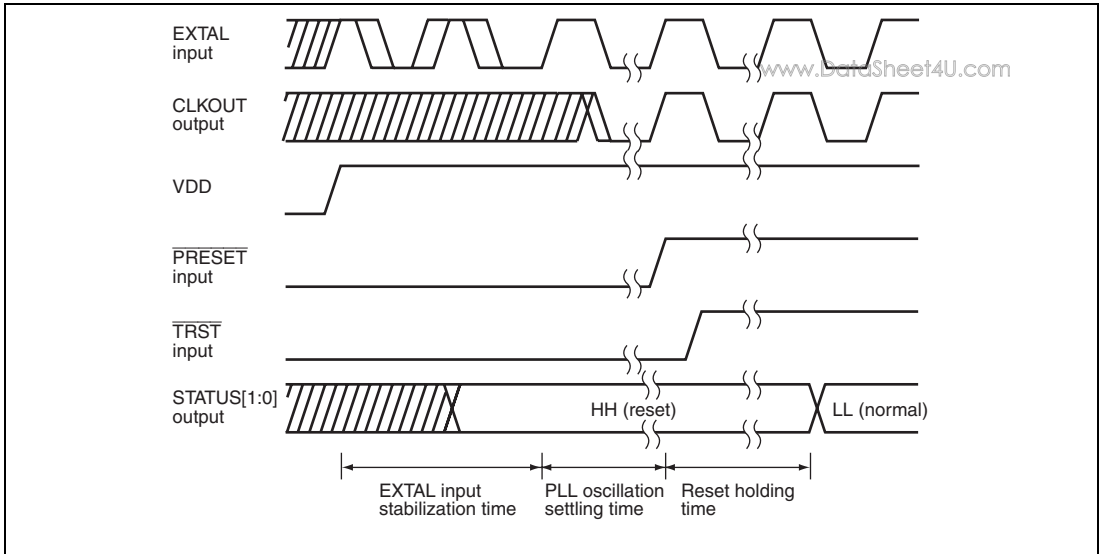 EXTAL
input
www.DataSheet4U.com
CLKOUT
output
VDD
PRESET
input
TRST
input
STATUS[1:0]
output
HH (reset)
LL (normal)
EXTAL input
stabilization time
PLL oscillation
settling time
Reset holding
time